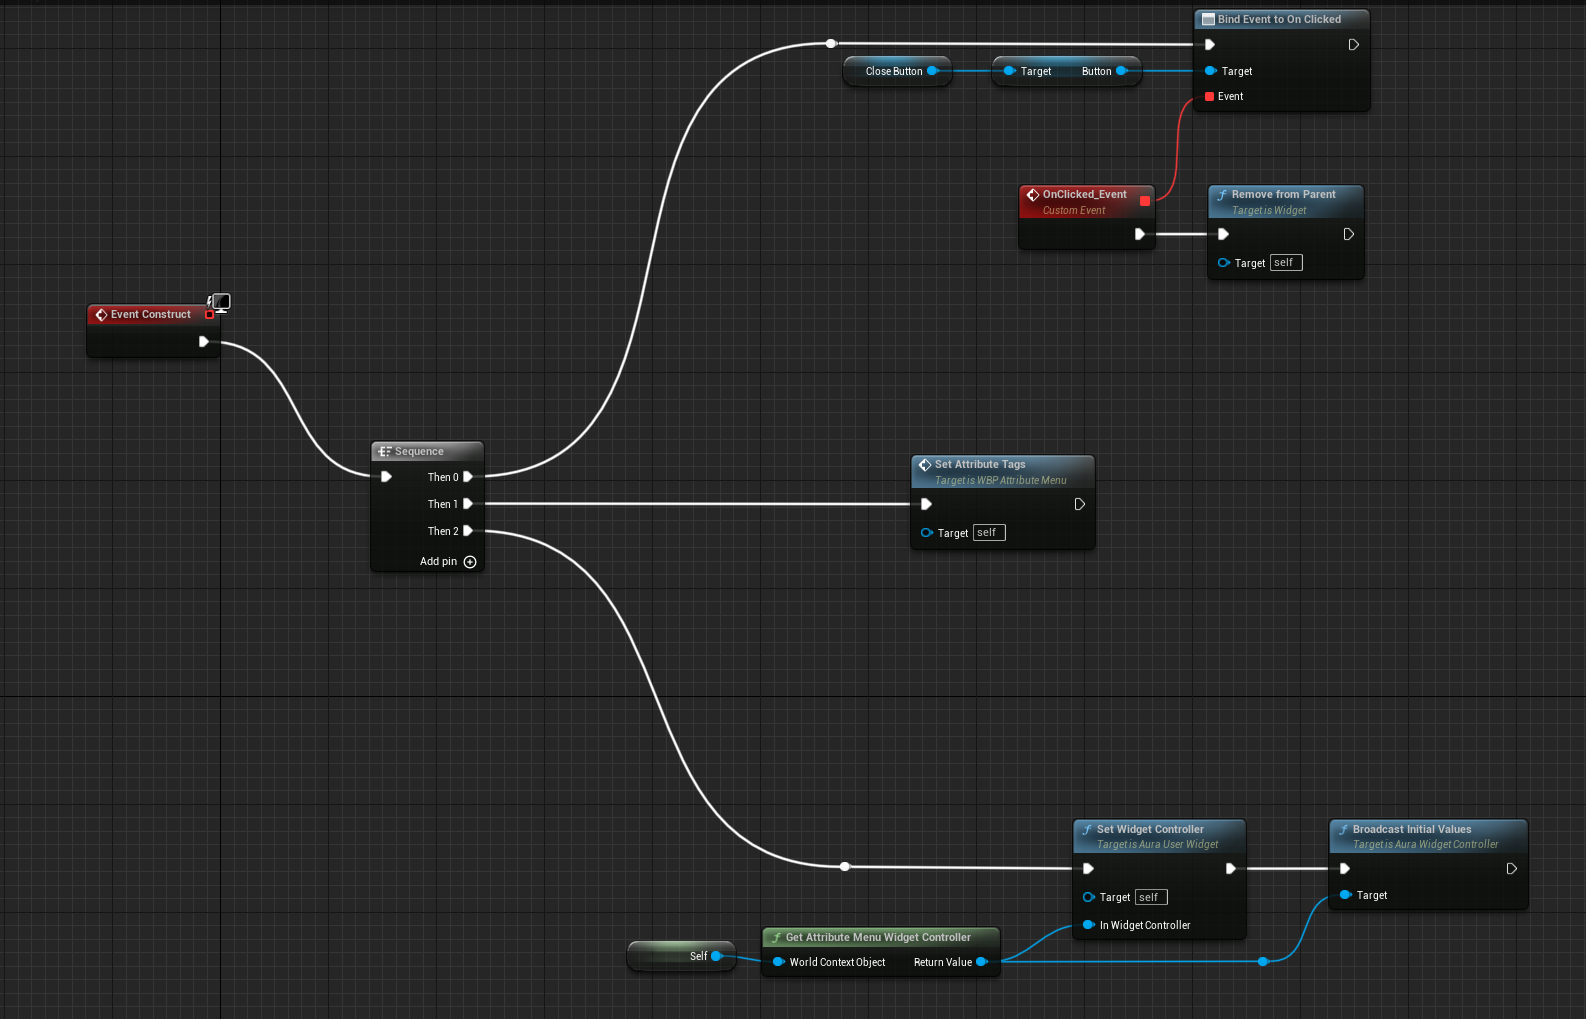 Bind Event to On Clicked
Close Button
Target
Button
Target
Event
OnClicked_Event
Custom Event
Remove from Parent
Target is Widget
Target
self
Event Construct
Sequence
Then 0
Then 1
Then 2
Add pin
Set Attribute Tags
Target is WBP Attribute Menu
Target
self
Set Widget Controller
Target is Aura User Widget
Target
self
In Widget Controller
Broadcast Initial Values
Target is Aura Widget Controller
Target
Self
Get Attribute Menu Widget Controller
World Context Object
Return Value